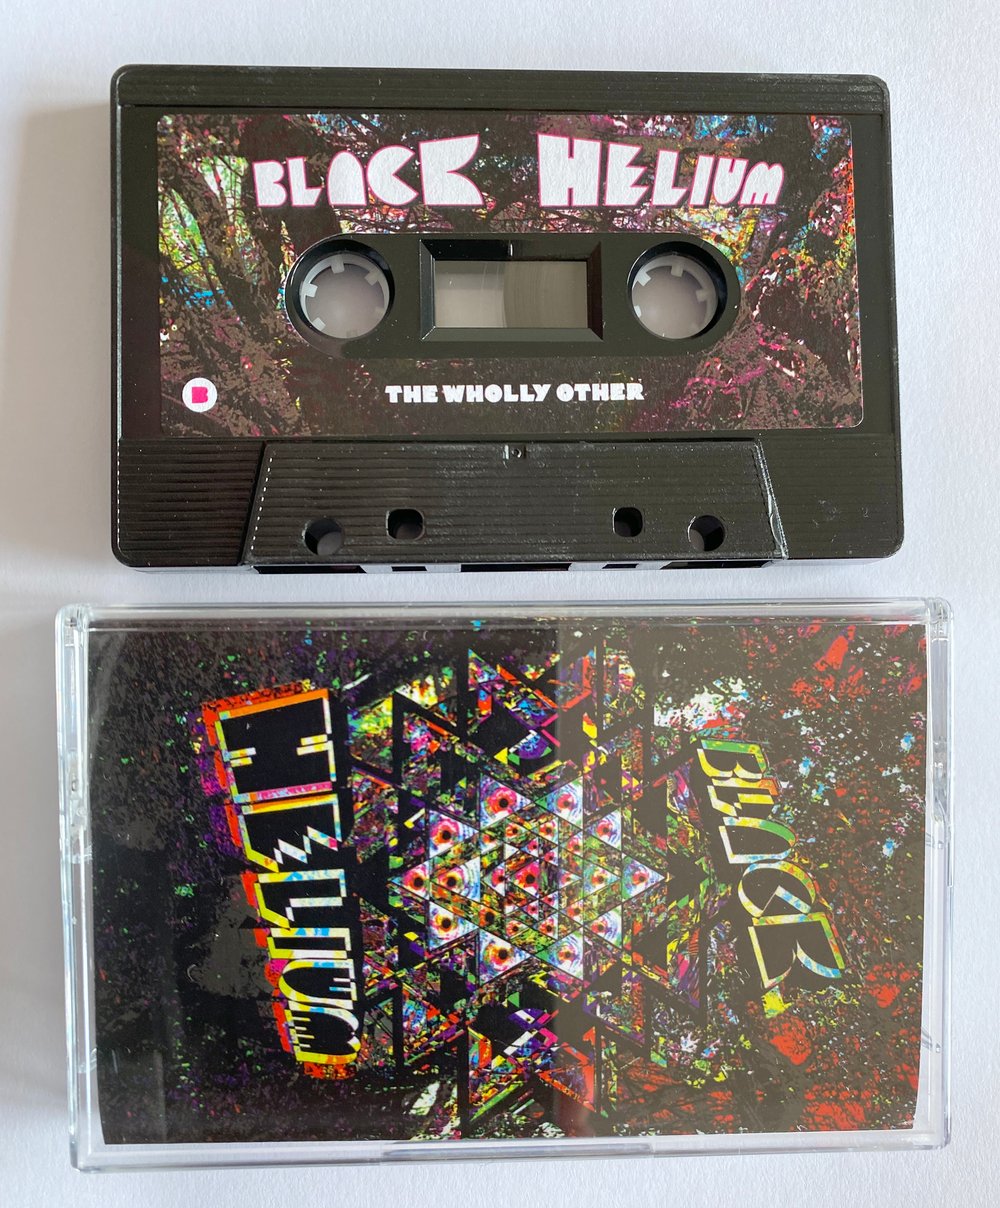 BLACK HELIUM
B
THE WHOLLY OTHER
BLACK
HELIUM